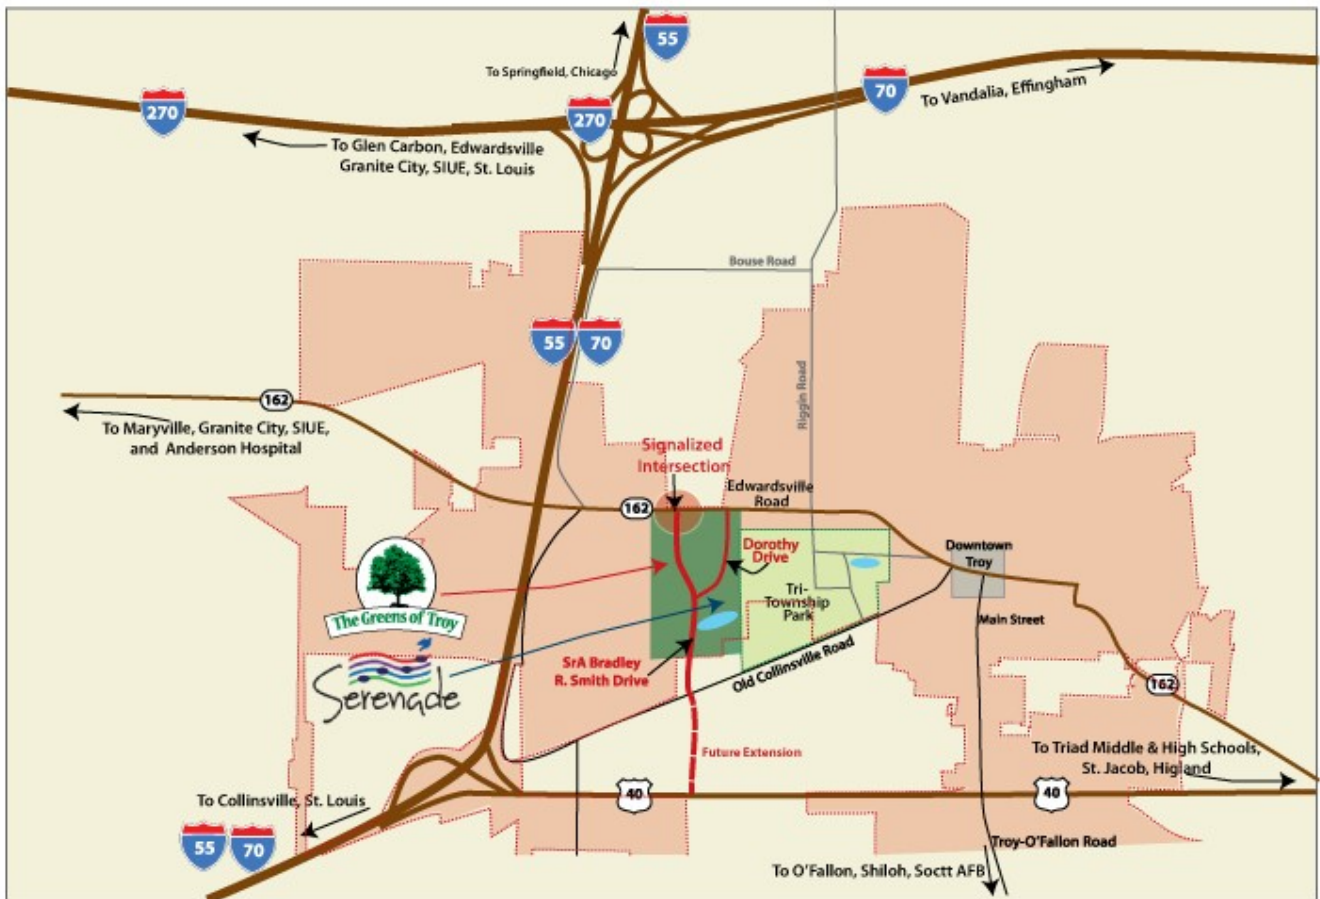 55
To Springfield, Chicago
70
To Vandalia, Effingham
270
270
To Glen Carbon, Edwardsville
Granite City, SIUE, St. Louis
Bouse Road
55
70
Riggin Road
162
To Maryville, Granite City, SIUE,
and Anderson Hospital
Signalized
Intersection
162
Edwardsville
Road
Dorothy
Drive
Downtown
Troy
Tri-
Township
Park
The Greens of Troy
Main Street
Serenade
SrA Bradley
R. Smith Drive
Old Collinsville Road
162
Future Extension
To Triad Middle & High Schools,
St. Jacob, Higland
To Collinsville, St. Louis
40
40
55
70
Troy-O'Fallon Road
To O'Fallon, Shiloh, Soctt AFB